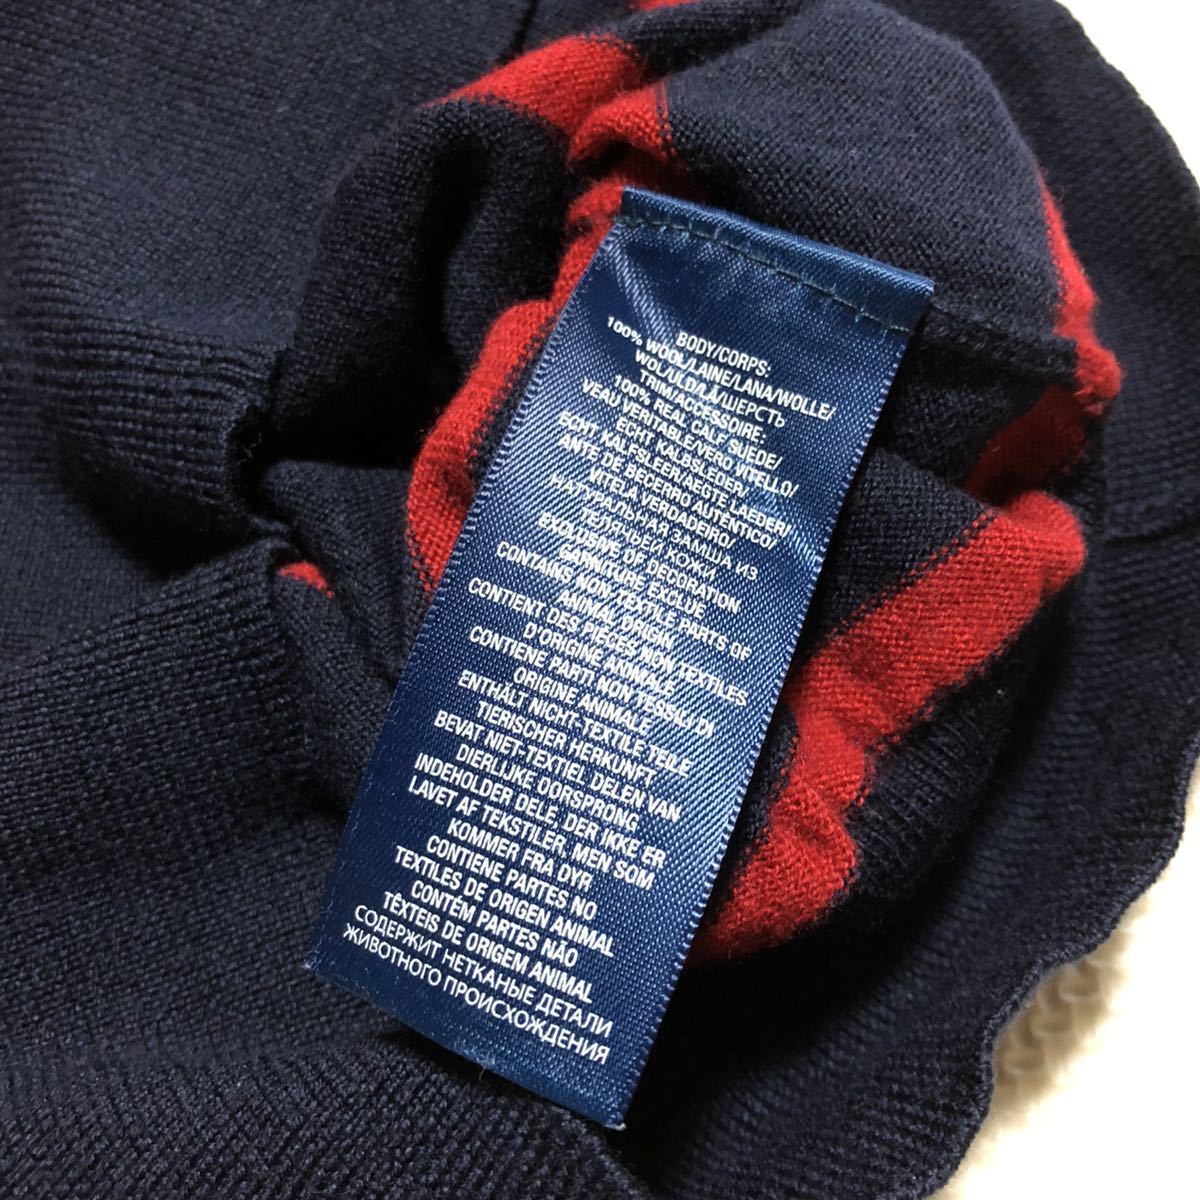 BODY/CORPS:
100% WOOL/LAINE/LANA/WOLLE/
WOL/ULD/LÃ/ШЕРСТЬ
TRIM/ACCESSOIRE:
100% REAL CALF SUEDE/
VEAU VERITABLE/VERO VITELLO/
ECHT KALBSLEDER/
ECHT KALFSLEER/AEGTE LAEDER/
ANTE DE BECERRO AUTÉNTICO/
VITELA VERDADEIRO
НАТУРАЛЬНАЯ ЗАМША ИЗ
ТЕЛЯЧЬЕЙ КОЖИ
EXCLUSIVE OF DECORATION
GARNITURE EXCLUE
CONTAINS NON-TEXTILE PARTS OF
ANIMAL ORIGIN
CONTIENT DES PIÈCES NON TEXTILES
D'ORIGINE ANIMALE
CONTIENE PARTI NON TESSILI DI
ORIGINE ANIMALE
ENTHÄLT NICHT-TEXTILE TEILE
TIERISCHER HERKUNFT
BEVAT NIET-TEXTIEL DELEN VAN
DIERLIJKE OORSPRONG
INDEHOLDER DELE, DER IKKE ER
LAVET AF TEKSTILER, MEN SOM
KOMMER FRA DYR
CONTIENE PARTES NO
TEXTILES DE ORIGEN ANIMAL
CONTÉM PARTES NÃO
TÊXTEIS DE ORIGEM ANIMAL
СОДЕРЖИТ НЕТКАНЫЕ ДЕТАЛИ
ЖИВОТНОГО ПРОИСХОЖДЕНИЯ